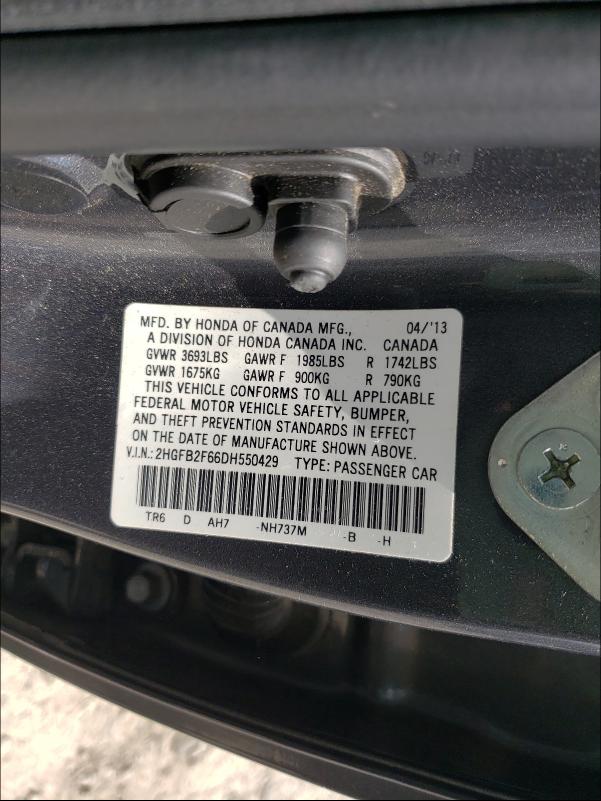 MFD. BY HONDA OF CANADA MFG., 04/'13
A DIVISION OF HONDA CANADA INC. CANADA
GVWR 3693LBS GAWR F 1985LBS R 1742LBS
GVWR 1675KG GAWR F 900KG R 790KG
THIS VEHICLE CONFORMS TO ALL APPLICABLE
FEDERAL MOTOR VEHICLE SAFETY, BUMPER,
AND THEFT PREVENTION STANDARDS IN EFFECT
ON THE DATE OF MANUFACTURE SHOWN ABOVE.
V.I.N.: 2HGFB2F66DH550429 TYPE: PASSENGER CAR
TR6 D AH7 -NH737M -B -H